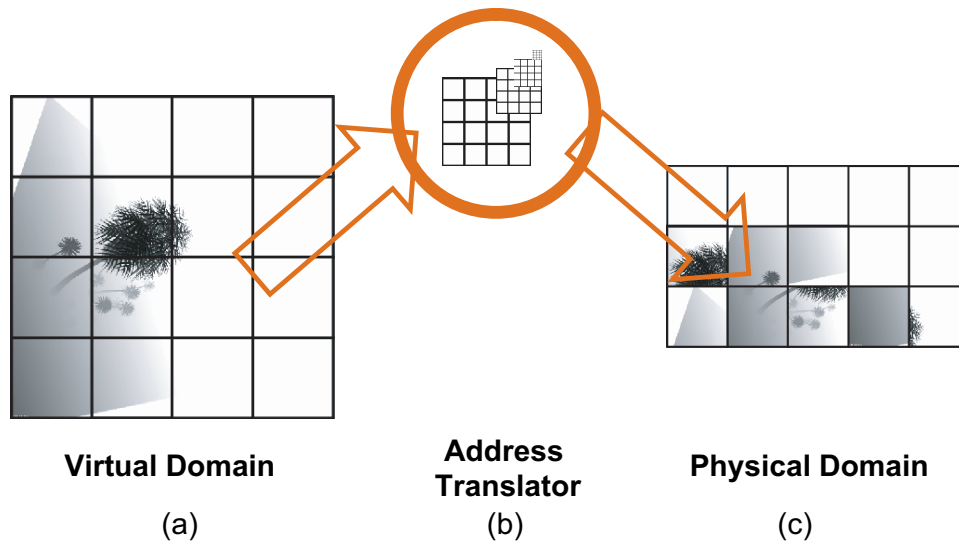 Virtual Domain
(a)
Address
Translator
(b)
Physical Domain
(c)